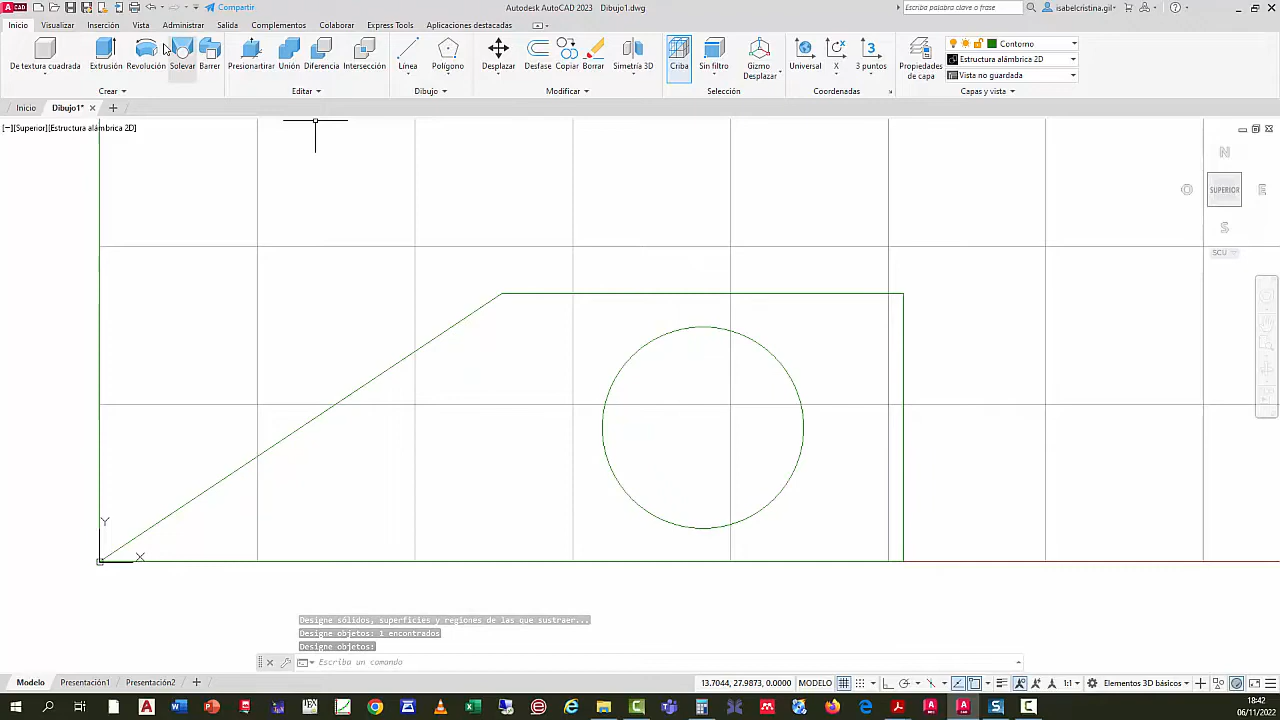 CAD
Compartir
Autodesk AutoCAD 2023 Dibujo1.dwg
Escriba palabra clave o frase
isabelcristina.gil
Inicio Visualizar Inserción Vista Administrar Salida Complementos Colaborar Express Tools Aplicaciones destacadas
De textura cuadrada Extrusión Revolución Solevar Barrer Presionartirar Unión Diferencia Intersección Línea Polígono Desplazar Desfase Copiar Borrar Simetría 3D Criba Sin filtro Gizmo Desplazar Universal X 3 puntos Propiedades de capa
Contorno
Estructura alámbrica 2D
Vista no guardada
Crear Editar Dibujo Modificar Selección Coordenadas Capas y vista
Inicio Dibujo1*
[−][Superior][Estructura alámbrica 2D]
N
O SUPERIOR E
S
SCU
Y
X
Designe sólidos, superficies y regiones de las que sustraer...
Designe objetos: 1 encontrados
Designe objetos:
Escriba un comando
Modelo Presentación1 Presentación2
13.7044, 27.9873, 0.0000 MODELO 1:1 Elementos 3D básicos
18:42
06/11/2022